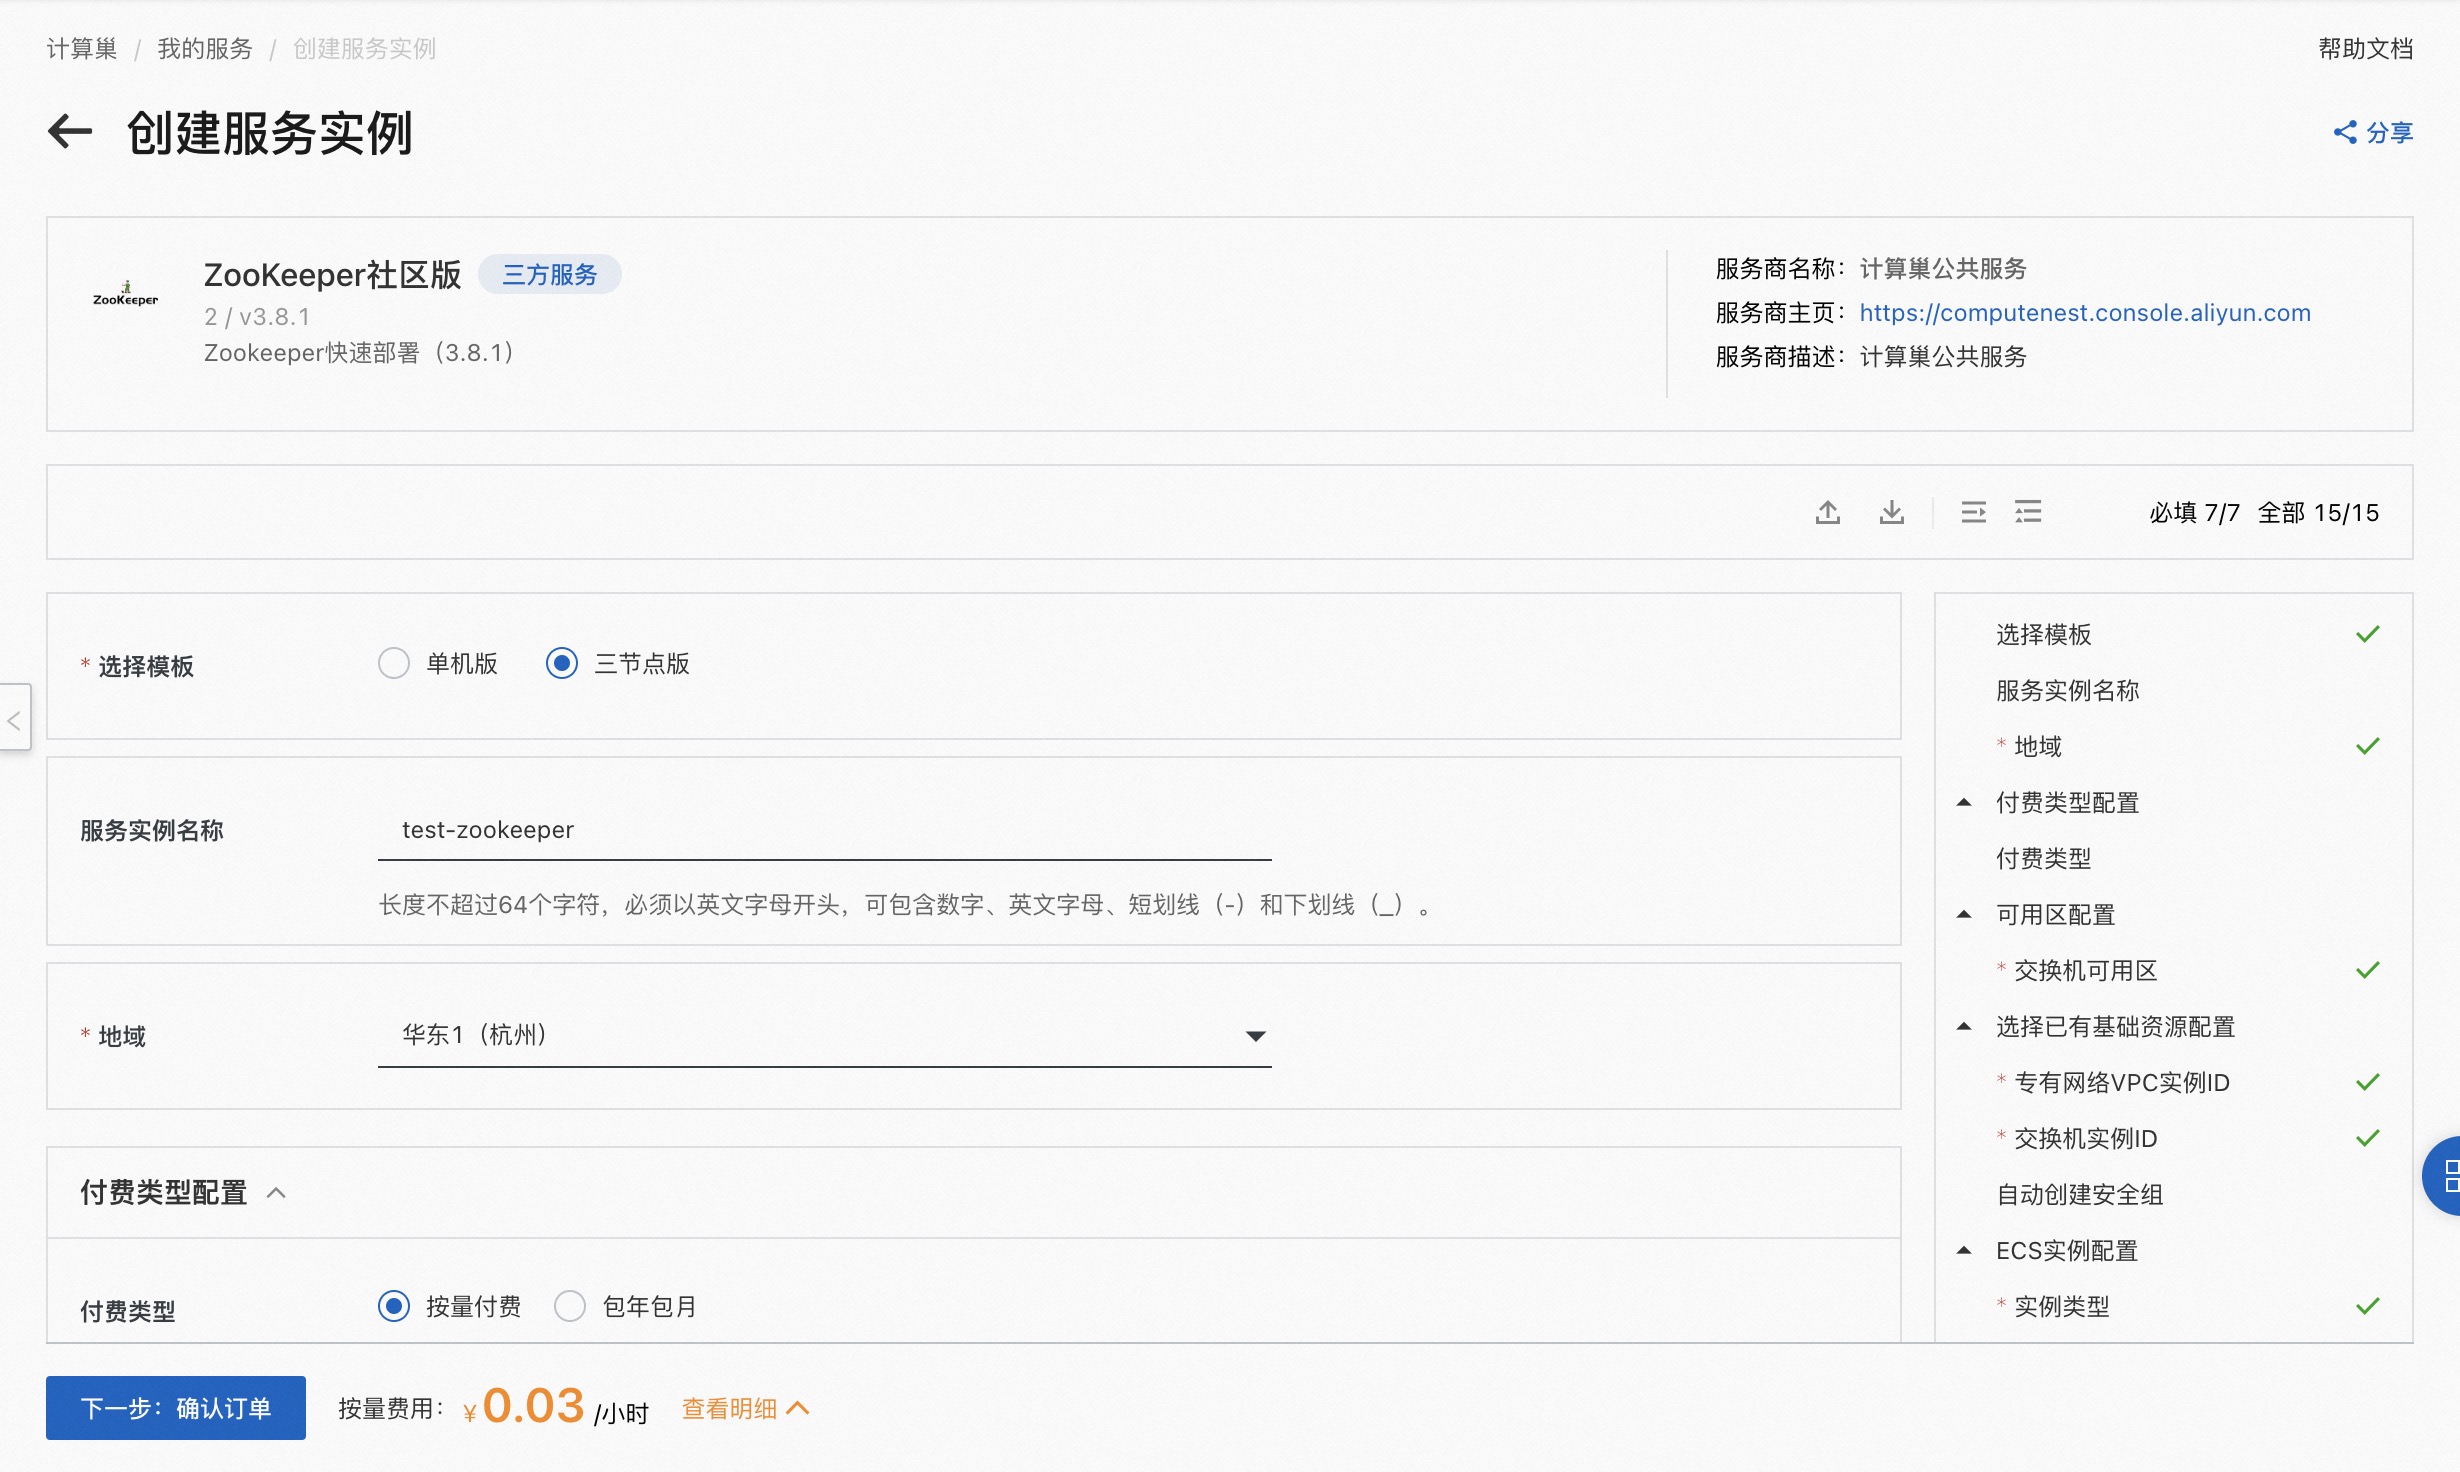 计算巢 / 我的服务 / 创建服务实例
帮助文档
创建服务实例
分享
ZooKeeper
ZooKeeper社区版 三方服务
2 / v3.8.1
Zookeeper快速部署（3.8.1）
服务商名称：计算巢公共服务
服务商主页：https://computenest.console.aliyun.com
服务商描述：计算巢公共服务
必填 7/7 全部 15/15
* 选择模板 单机版 三节点版
服务实例名称 test-zookeeper
长度不超过64个字符，必须以英文字母开头，可包含数字、英文字母、短划线（-）和下划线（_）。
* 地域 华东1（杭州）
付费类型配置
付费类型 按量付费 包年包月
选择模板
服务实例名称
* 地域
付费类型配置
付费类型
可用区配置
* 交换机可用区
选择已有基础资源配置
* 专有网络VPC实例ID
* 交换机实例ID
自动创建安全组
ECS实例配置
* 实例类型
下一步：确认订单 按量费用：¥0.03 /小时 查看明细